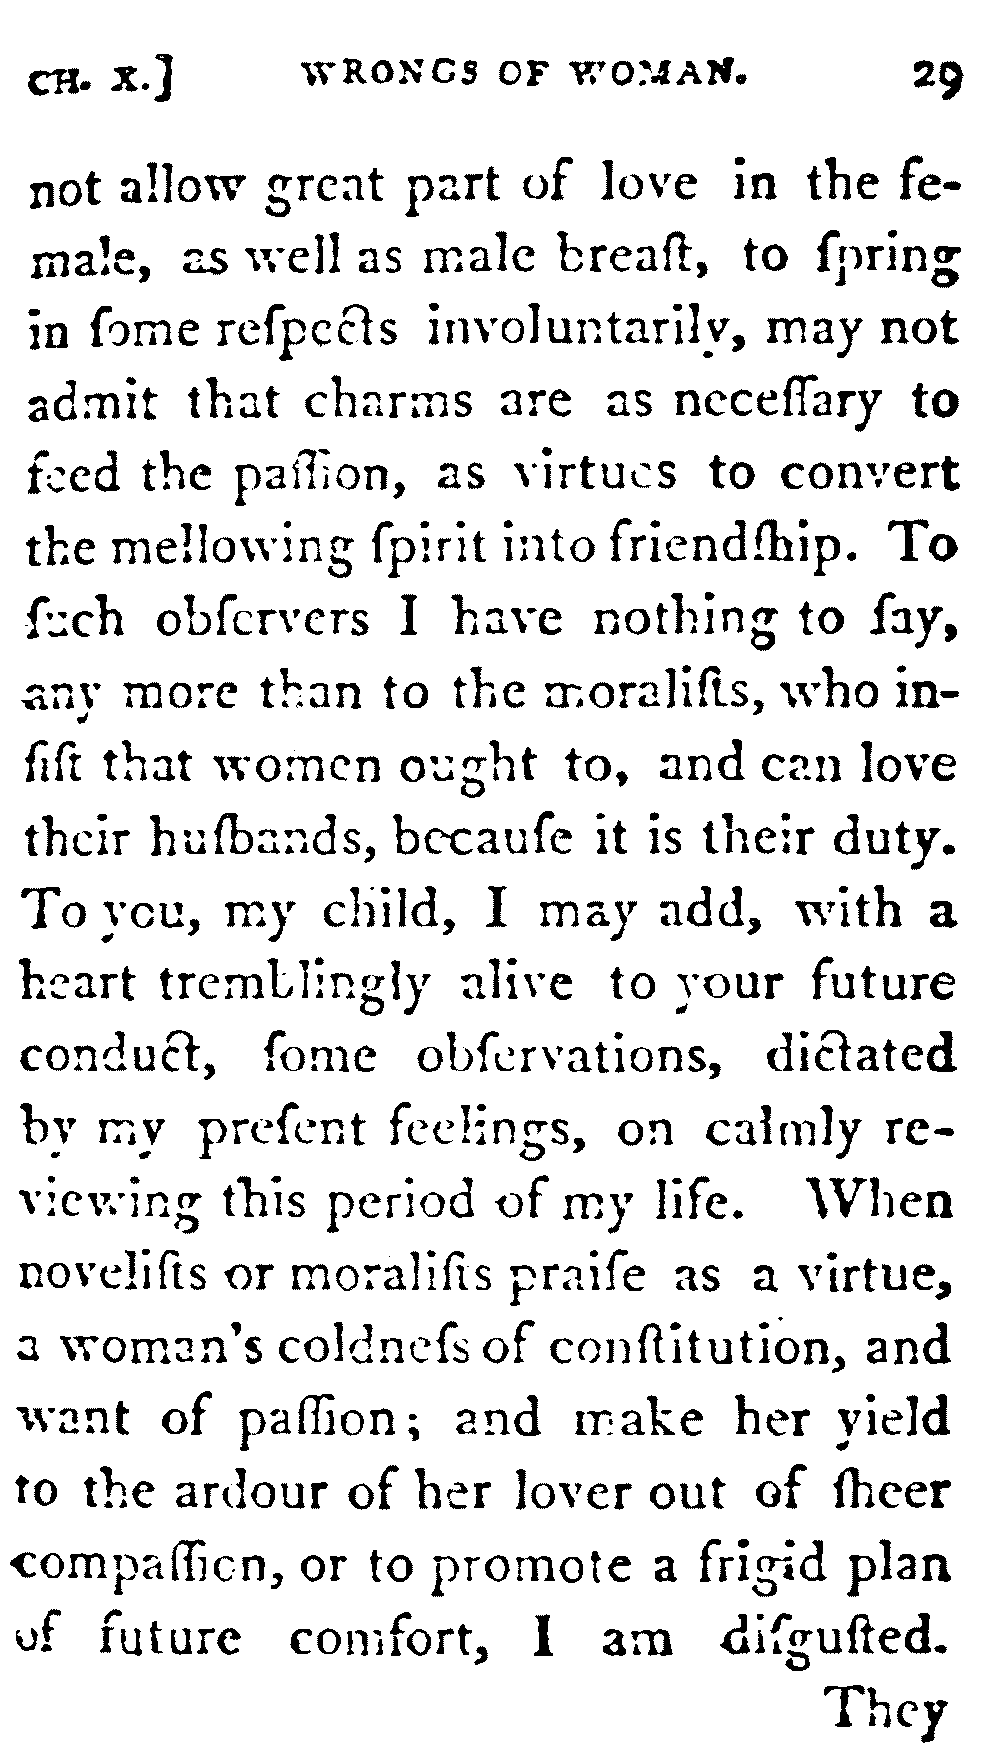 CH. X.] WRONGS OF WOMAN. 29
not allow great part of love in the fe-
male, as well as male breaſt, to ſpring
in ſome reſpects involuntarily, may not
admit that charms are as neceſſary to
feed the paſſion, as virtues to convert
the mellowing ſpirit into friendſhip. To
ſuch obſervers I have nothing to ſay,
any more than to the moraliſts, who in-
ſiſt that women ought to, and can love
their huſbands, becauſe it is their duty.
To you, my child, I may add, with a
heart tremblingly alive to your future
conduct, ſome obſervations, dictated
by my preſent feelings, on calmly re-
viewing this period of my life. When
noveliſts or moraliſts praiſe as a virtue,
a woman's coldneſs of conſtitution, and
want of paſſion; and make her yield
to the ardour of her lover out of ſheer
compaſſion, or to promote a frigid plan
of future comfort, I am diſguſted.
They